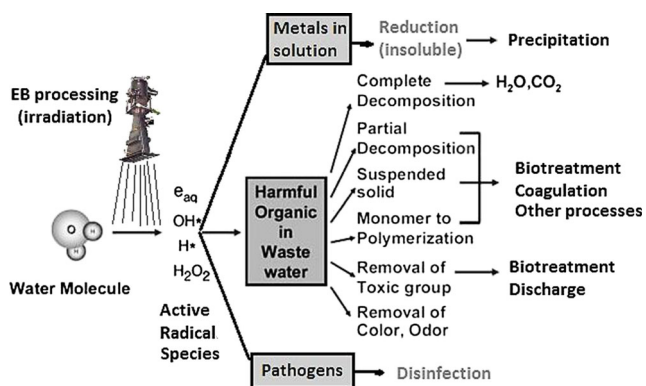 EB processing
(irradiation)
O
H
H
Water Molecule
e aq
OH*
H*
H2O2
Active
Radical
Species
Metals in
solution
Reduction
(insoluble)
Precipitation
Harmful
Organic
in
Waste
water
Complete
Decomposition
H2O,CO2
Partial
Decomposition
Suspended
solid
Monomer to
Polymerization
Biotreatment
Coagulation
Other processes
Removal of
Toxic group
Biotreatment
Discharge
Removal of
Color, Odor
Pathogens
Disinfection